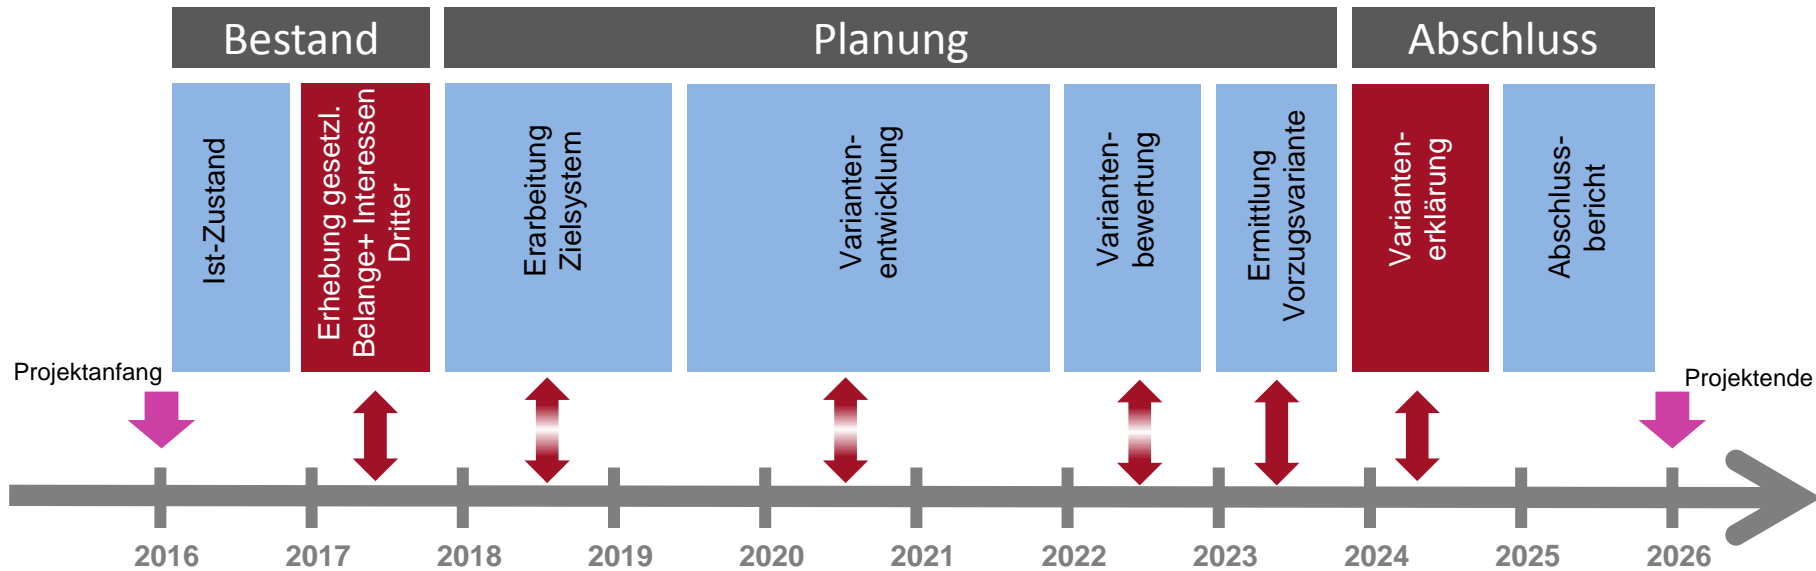 Bestand
Planung
Abschluss
Ist-Zustand
Erhebung gesetzl.
Belange+ Interessen
Dritter
Erarbeitung
Zielsystem
Varianten-
entwicklung
Varianten-
bewertung
Ermittlung
Vorzugsvariante
Varianten-
erklärung
Abschluss-
bericht
Projektanfang
Projektende
2016
2017
2018
2019
2020
2021
2022
2023
2024
2025
2026